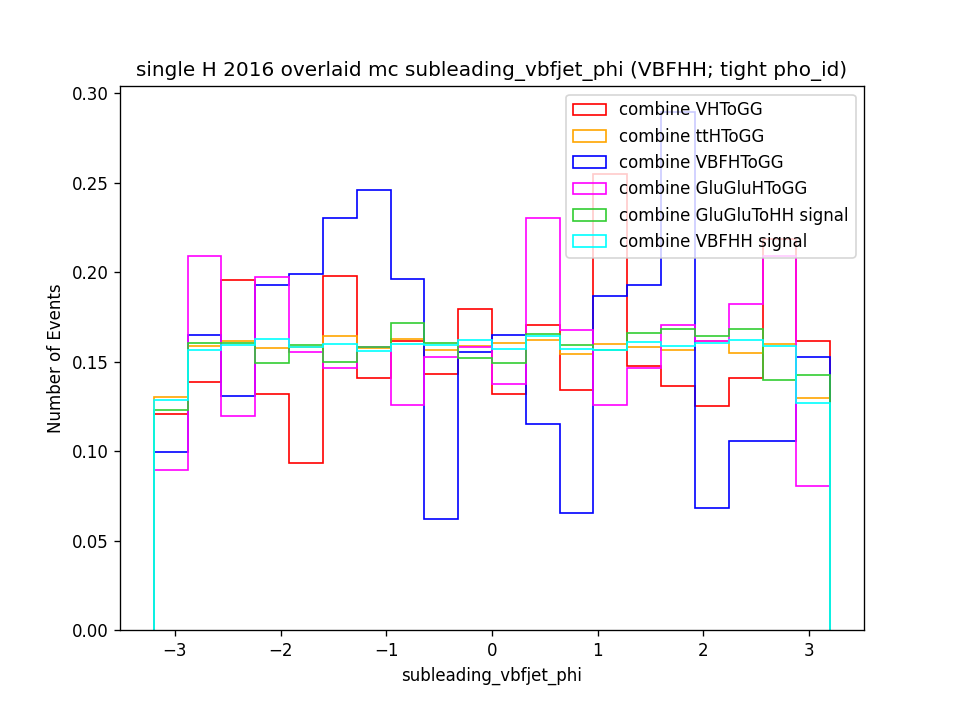 single H 2016 overlaid mc subleading_vbfjet_phi (VBFHH; tight pho_id)
combine VHToGG
combine ttHToGG
combine VBFHToGG
combine GluGluHToGG
combine GluGluToHH signal
combine VBFHH signal
Number of Events
0.30
0.25
0.20
0.15
0.10
0.05
0.00
−3
−2
−1
0
1
2
3
subleading_vbfjet_phi